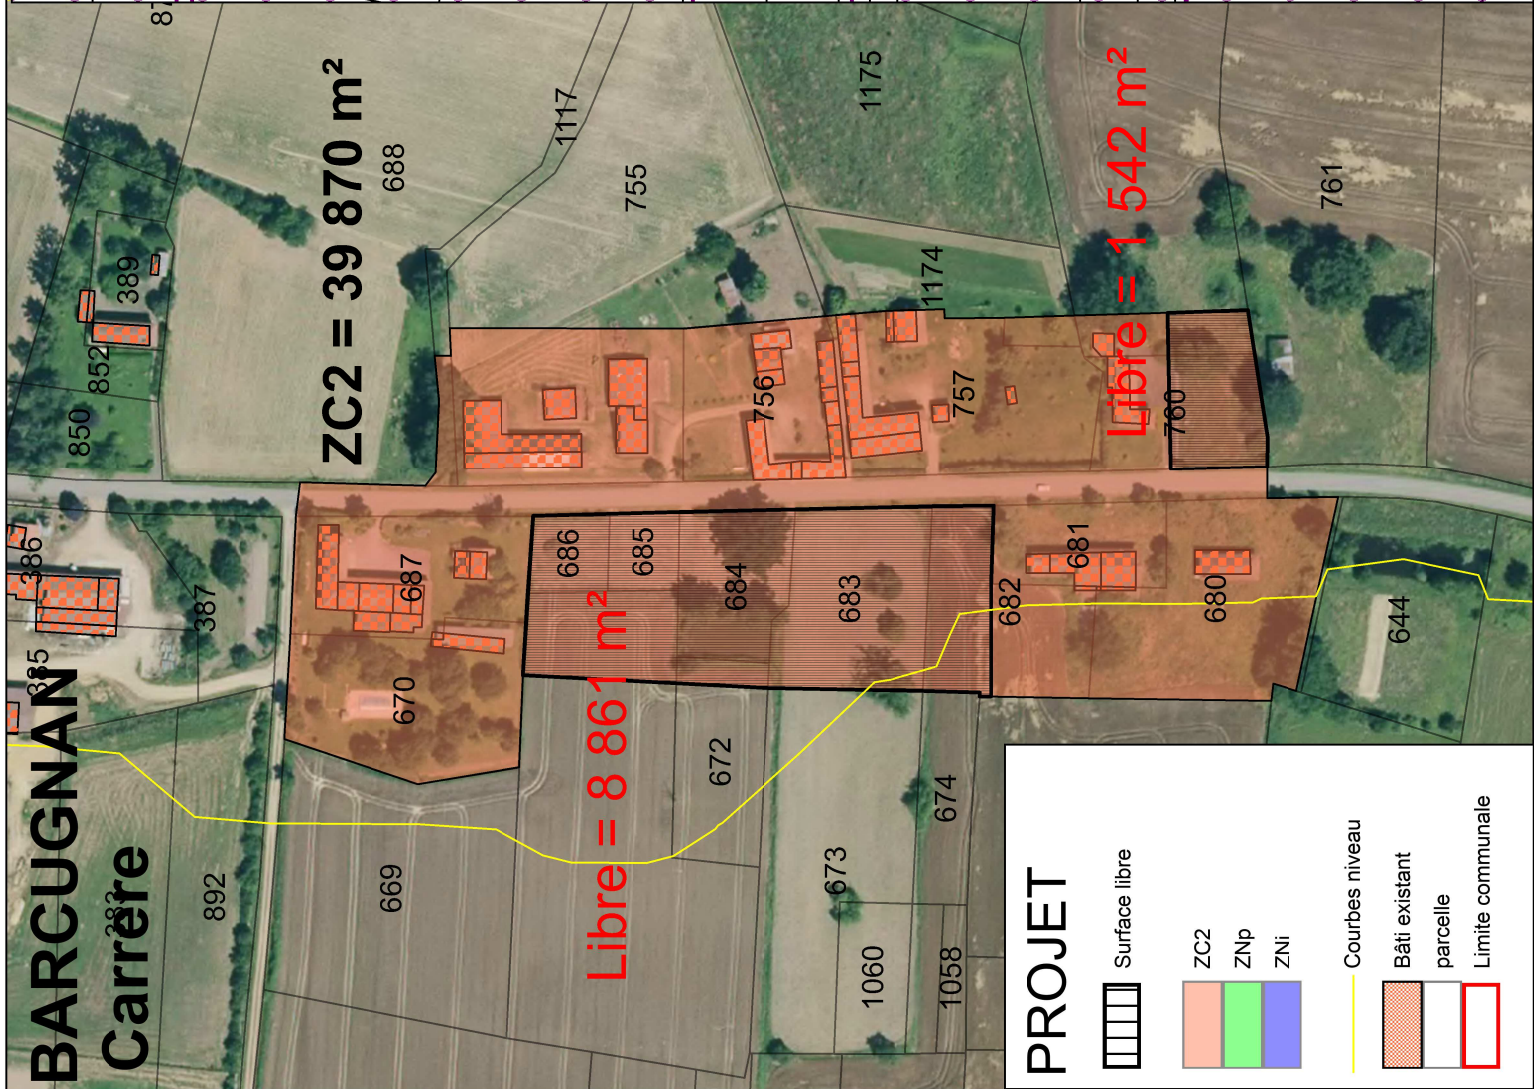 BARCUGNAN
Carrère
ZC2 = 39 870 m²
Libre = 8 861 m²
Libre = 1 542 m²
385
386
387
382
892
850
852
389
688
1117
755
1175
1174
761
756
757
760
687
670
686
685
684
683
682
681
680
644
669
672
673
674
1060
1058
PROJET
Surface libre
ZC2
ZNp
ZNi
Courbes niveau
Bâti existant
parcelle
Limite communale